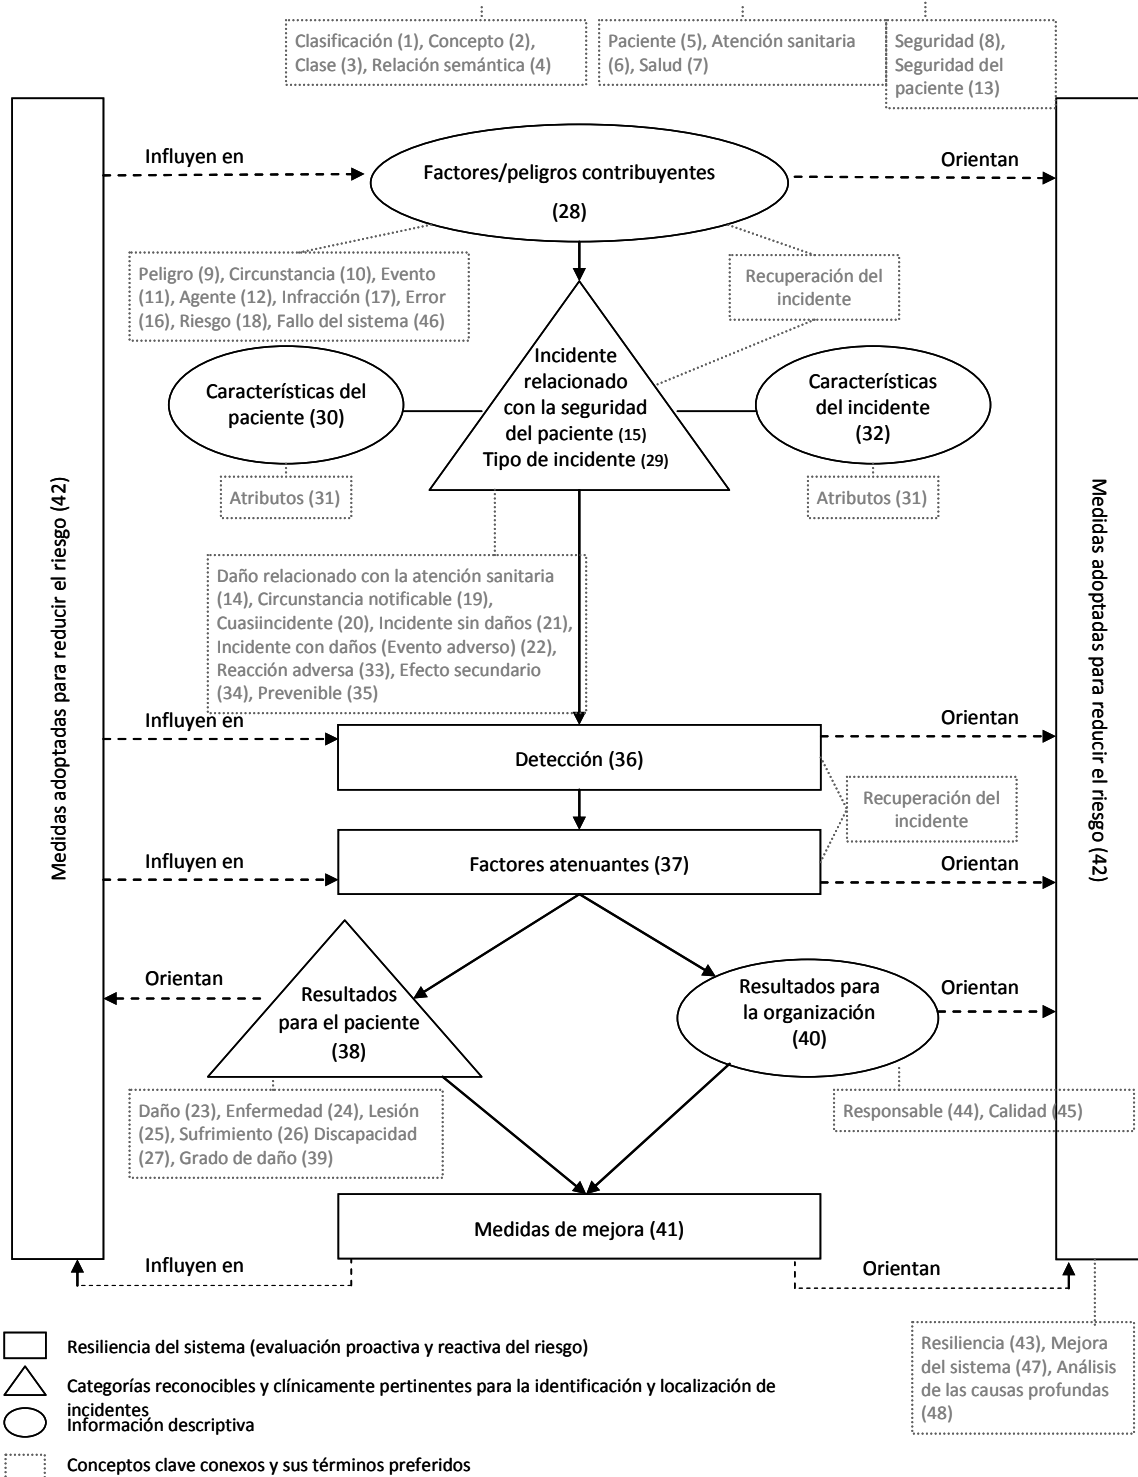 Clasificación (1), Concepto (2),
Clase (3), Relación semántica (4)
Paciente (5), Atención sanitaria
(6), Salud (7)
Seguridad (8),
Seguridad del
paciente (13)
Influyen en
Factores/peligros contribuyentes
(28)
Orientan
Peligro (9), Circunstancia (10), Evento
(11), Agente (12), Infracción (17), Error
(16), Riesgo (18), Fallo del sistema (46)
Recuperación del
incidente
Características del
paciente (30)
Incidente
relacionado
con la seguridad
del paciente (15)
Tipo de incidente (29)
Características
del incidente
(32)
Atributos (31)
Atributos (31)
Medidas adoptadas para reducir el riesgo (42)
Medidas adoptadas para reducir el riesgo (42)
Daño relacionado con la atención sanitaria
(14), Circunstancia notificable (19),
Cuasiincidente (20), Incidente sin daños (21),
Incidente con daños (Evento adverso) (22),
Reacción adversa (33), Efecto secundario
(34), Prevenible (35)
Influyen en
Detección (36)
Orientan
Recuperación del
incidente
Influyen en
Factores atenuantes (37)
Orientan
Orientan
Resultados
para el paciente
(38)
Resultados para
la organización
(40)
Orientan
Daño (23), Enfermedad (24), Lesión
(25), Sufrimiento (26) Discapacidad
(27), Grado de daño (39)
Responsable (44), Calidad (45)
Medidas de mejora (41)
Influyen en
Orientan
Resiliencia (43), Mejora
del sistema (47), Análisis
de las causas profundas
(48)
Resiliencia del sistema (evaluación proactiva y reactiva del riesgo)
Categorías reconocibles y clínicamente pertinentes para la identificación y localización de
incidentes
Información descriptiva
Conceptos clave conexos y sus términos preferidos